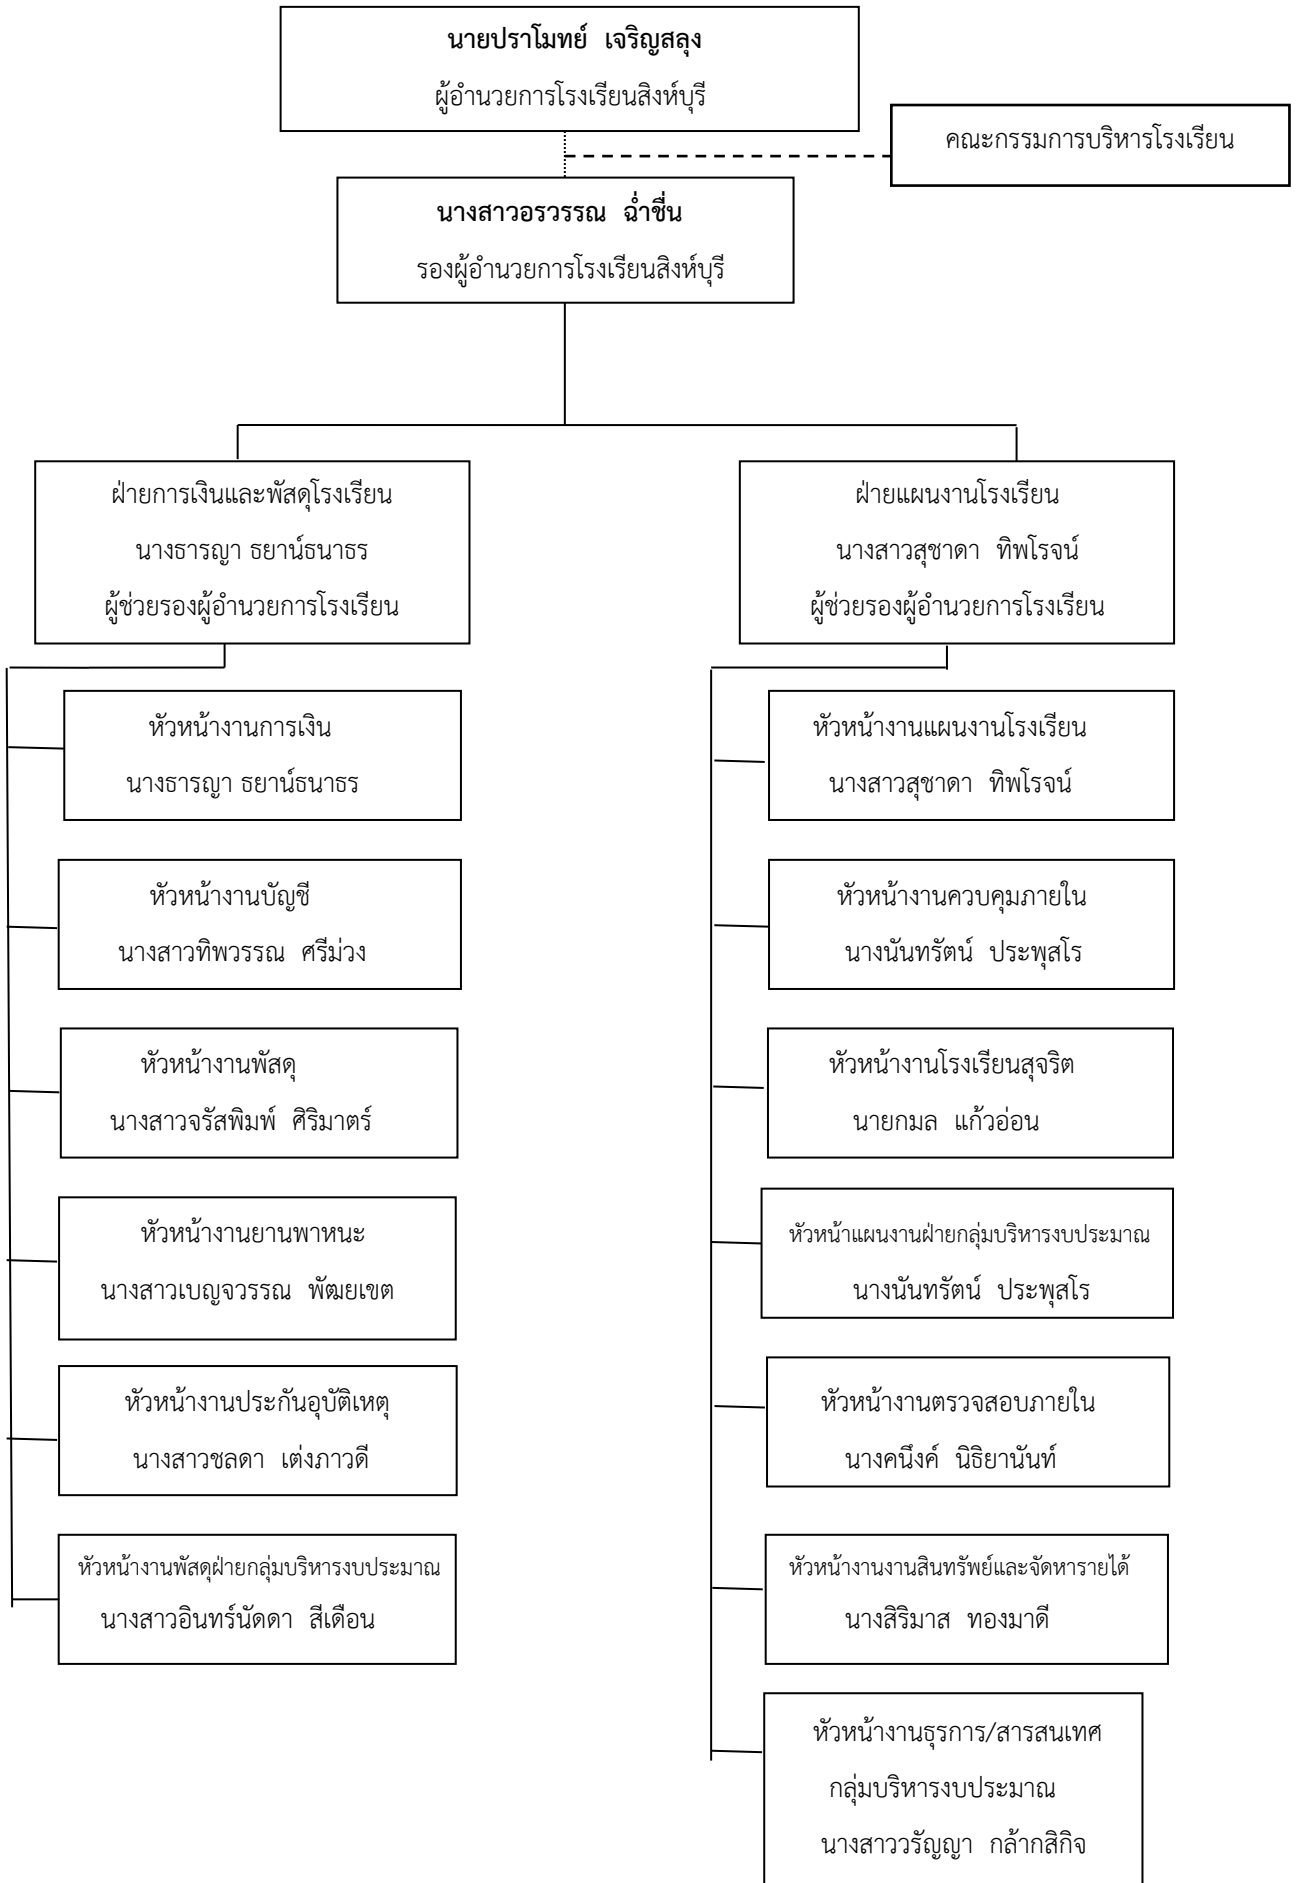 นายปราโมทย์ เจริญสลุง
ผู้อำนวยการโรงเรียนสิงห์บุรี
คณะกรรมการบริหารโรงเรียน
นางสาวอรวรรณ ฉ่ำชื่น
รองผู้อำนวยการโรงเรียนสิงห์บุรี
ฝ่ายการเงินและพัสดุโรงเรียน
นางธารญา ธยาน์ธนาธร
ผู้ช่วยรองผู้อำนวยการโรงเรียน
หัวหน้างานการเงิน
นางธารญา ธยาน์ธนาธร
หัวหน้างานบัญชี
นางสาวทิพวรรณ ศรีม่วง
หัวหน้างานพัสดุ
นางสาวจรัสพิมพ์ ศิริมาตร์
หัวหน้างานยานพาหนะ
นางสาวเบญจวรรณ พัฒยเขต
หัวหน้างานประกันอุบัติเหตุ
นางสาวชลดา เต่งภาวดี
หัวหน้างานพัสดุฝ่ายกลุ่มบริหารงบประมาณ
นางสาวอินทร์นัดดา สีเดือน
ฝ่ายแผนงานโรงเรียน
นางสาวสุชาดา ทิพโรจน์
ผู้ช่วยรองผู้อำนวยการโรงเรียน
หัวหน้างานแผนงานโรงเรียน
นางสาวสุชาดา ทิพโรจน์
หัวหน้างานควบคุมภายใน
นางนันทรัตน์ ประพุสโร
หัวหน้างานโรงเรียนสุจริต
นายกมล แก้วอ่อน
หัวหน้าแผนงานฝ่ายกลุ่มบริหารงบประมาณ
นางนันทรัตน์ ประพุสโร
หัวหน้างานตรวจสอบภายใน
นางคนึงค์ นิธิยานันท์
หัวหน้างานงานสินทรัพย์และจัดหารายได้
นางสิริมาส ทองมาดี
หัวหน้างานธุรการ/สารสนเทศ
กลุ่มบริหารงบประมาณ
นางสาววรัญญา กล้ากสิกิจ